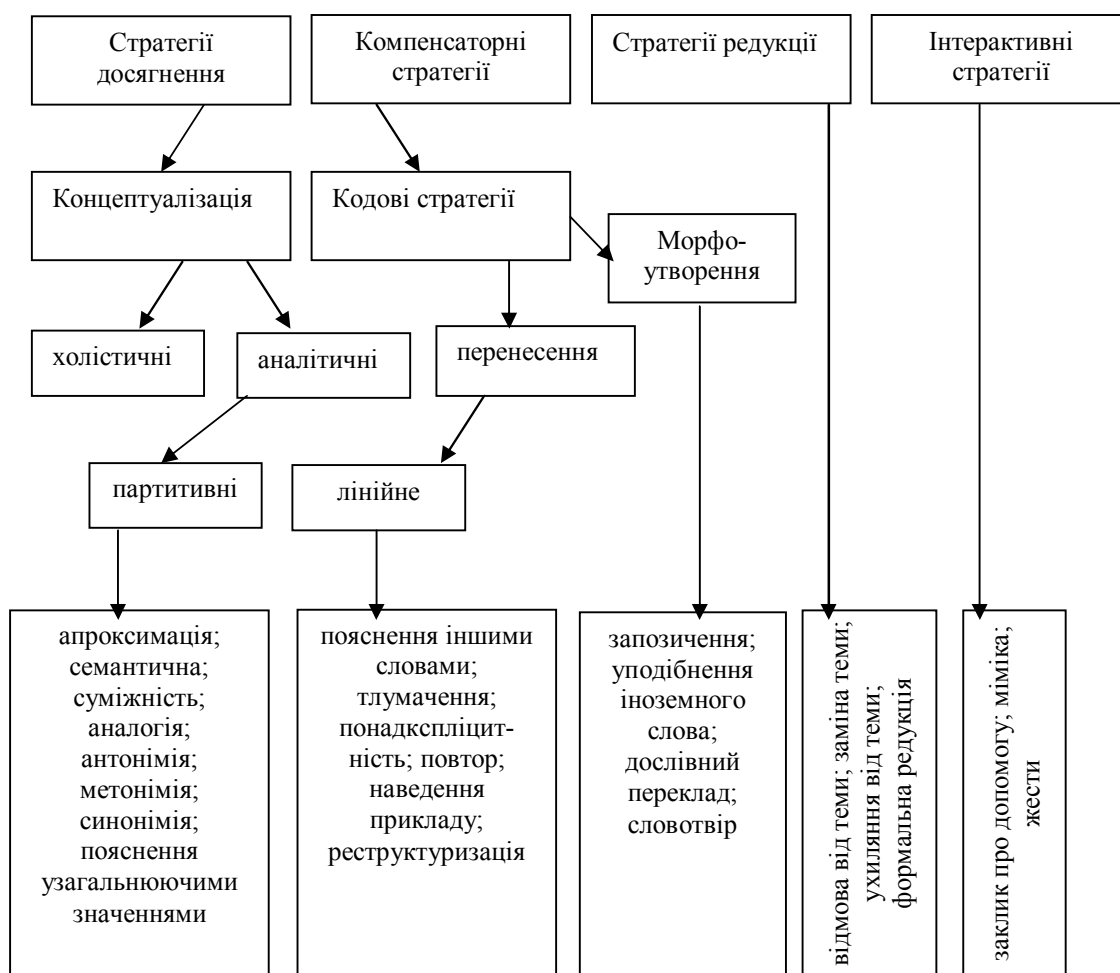 Стратегії
досягнення
Компенсаторні
стратегії
Стратегії редукції
Інтерактивні
стратегії
Концептуалізація
Кодові стратегії
Морфо-
утворення
холістичні
аналітичні
перенесення
партитивні
лінійне
апроксимація;
семантична;
суміжність;
аналогія;
антонімія;
метонімія;
синонімія;
пояснення
узагальнюючими
значеннями
пояснення іншими
словами;
тлумачення;
понадкспліцит-
ність; повтор;
наведення
прикладу;
реструктуризація
запозичення;
уподібнення
іноземного
слова;
дослівний
переклад;
словотвір
відмова від теми; заміна теми;
ухиляння від теми;
формальна редукція
заклик про допомогу; міміка;
жести